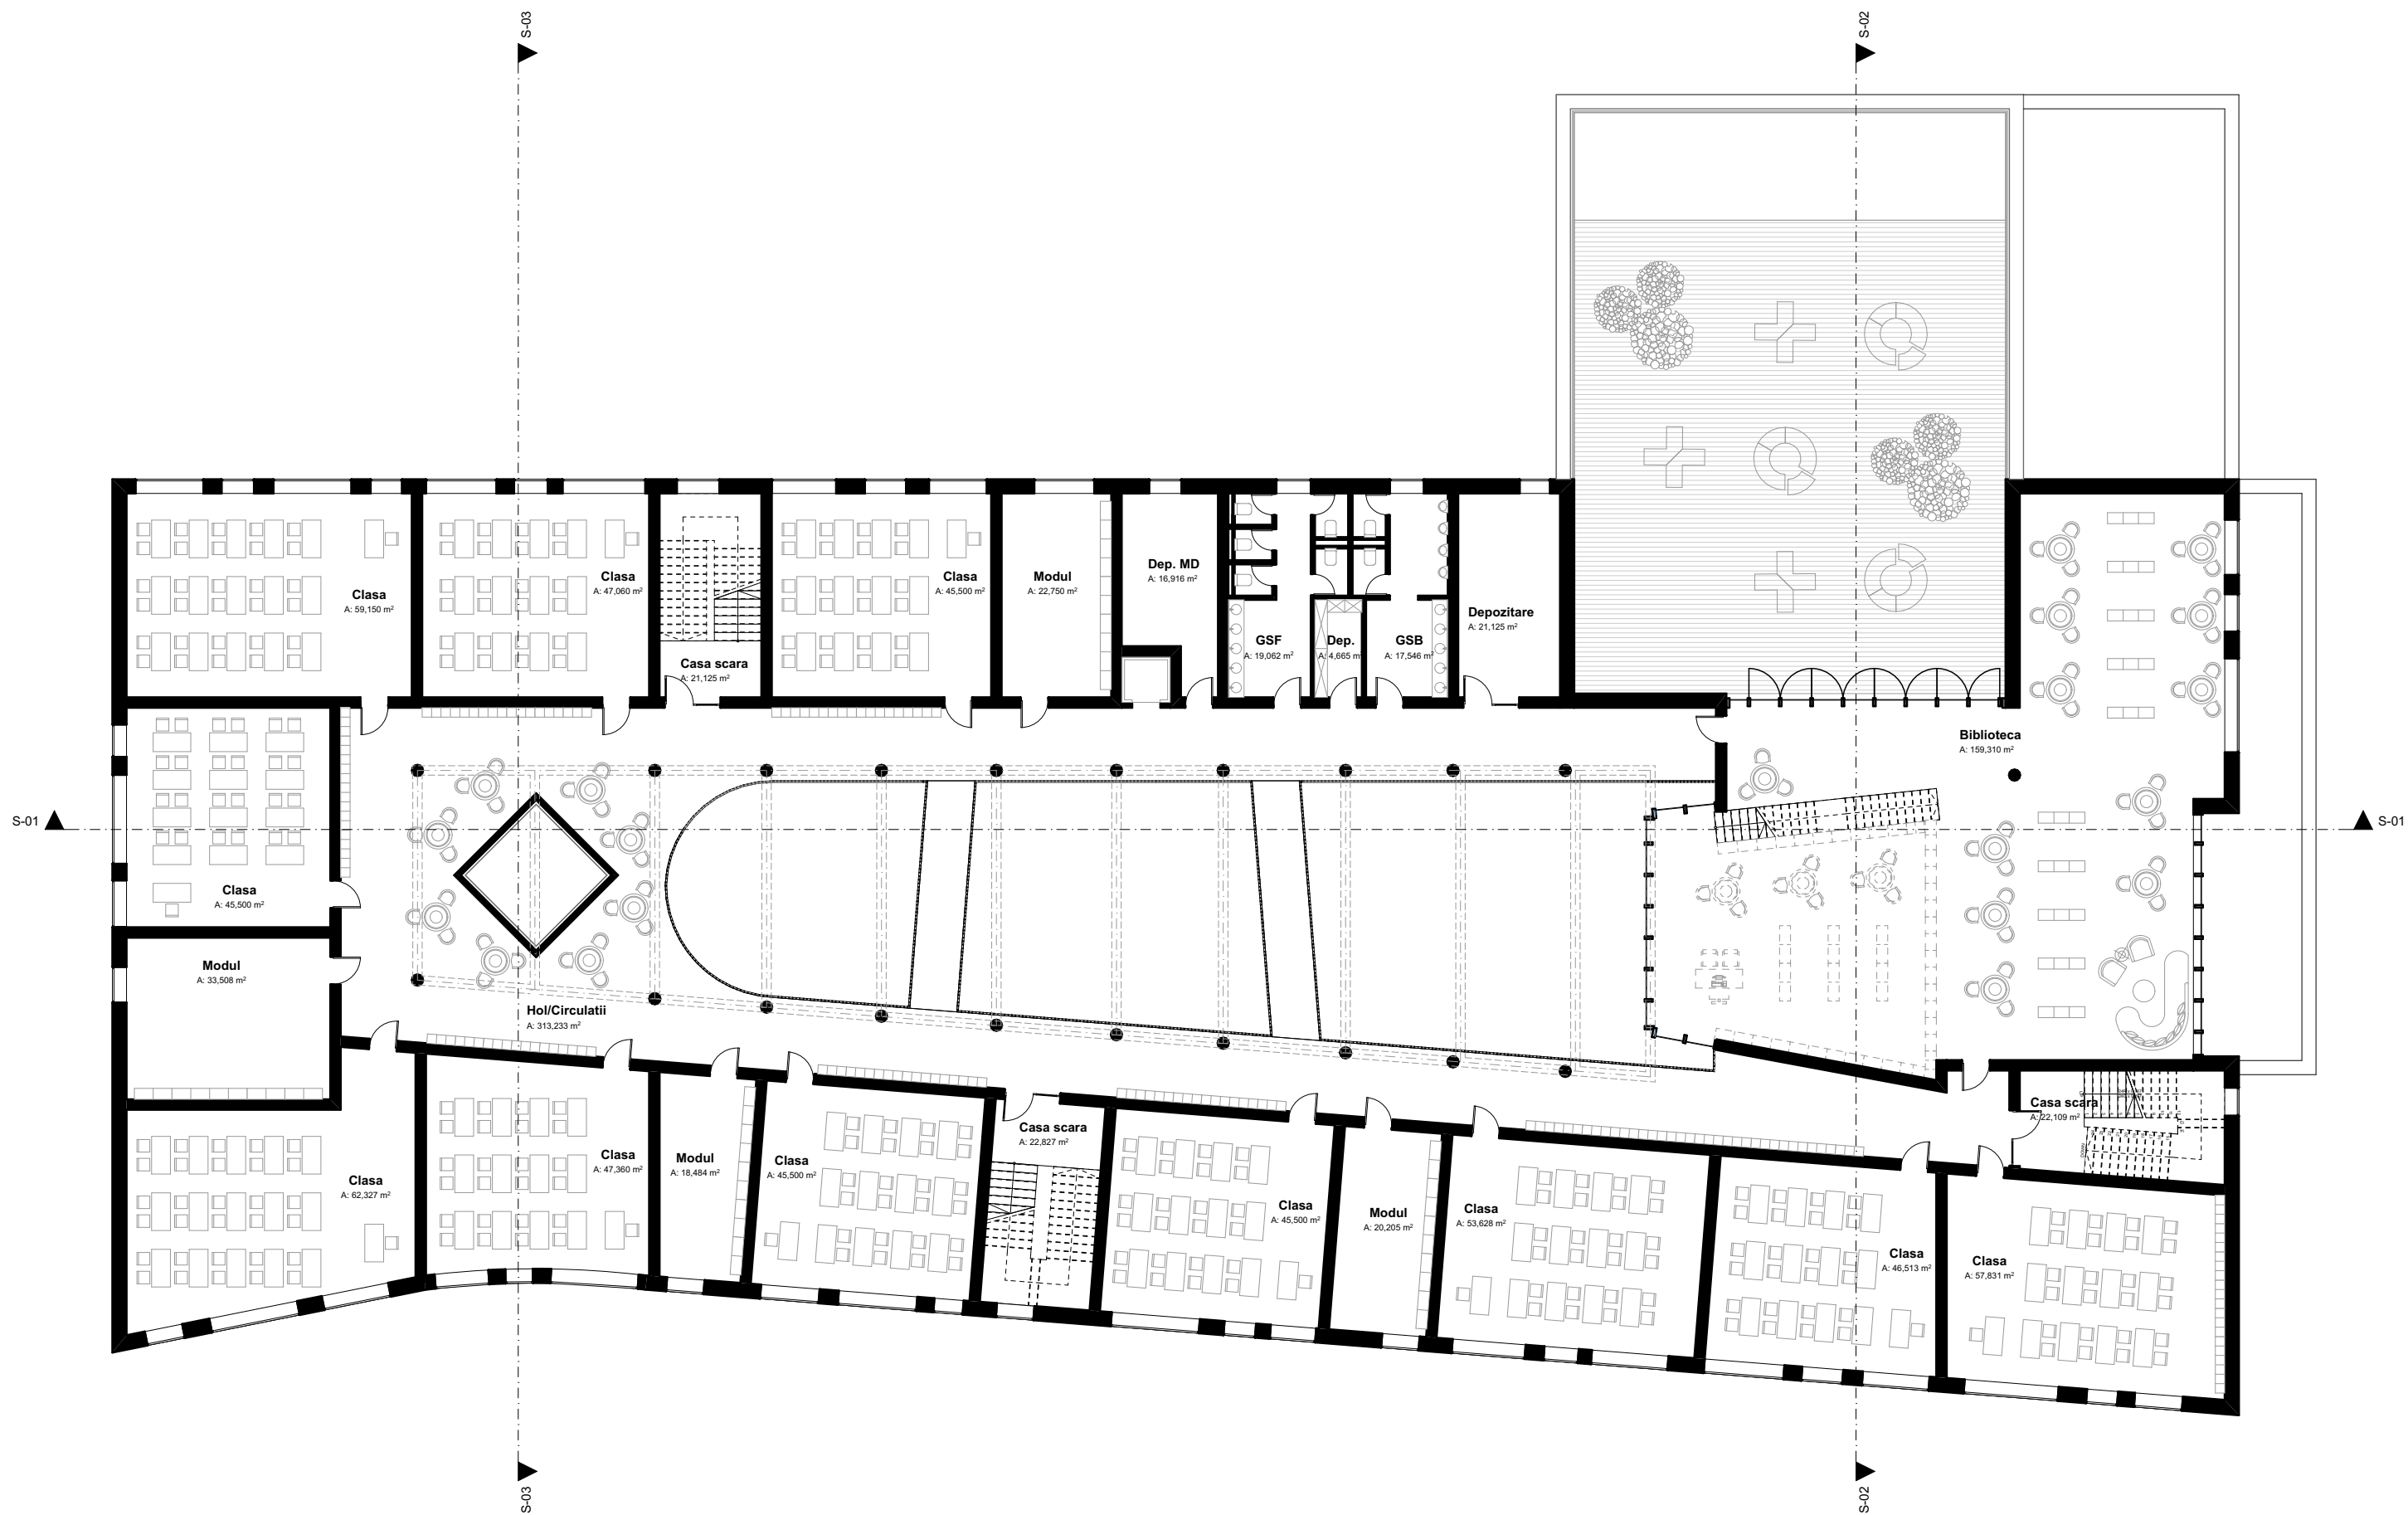 S-03
S-02
Clasa
A: 59,150 m²
Clasa
A: 47,060 m²
Casa scara
A: 21,125 m²
Clasa
A: 45,500 m²
Modul
A: 22,750 m²
Dep. MD
A: 16,916 m²
GSF
A: 19,062 m²
Dep.
A: 4,665 m²
GSB
A: 17,546 m²
Depozitare
A: 21,125 m²
Biblioteca
A: 159,310 m²
S-01
S-01
Clasa
A: 45,500 m²
Modul
A: 33,508 m²
Hol/Circulatii
A: 313,233 m²
Clasa
A: 62,327 m²
Clasa
A: 47,360 m²
Modul
A: 18,484 m²
Clasa
A: 45,500 m²
Casa scara
A: 22,827 m²
Clasa
A: 45,500 m²
Modul
A: 20,205 m²
Clasa
A: 53,628 m²
Clasa
A: 46,513 m²
Clasa
A: 57,831 m²
Casa scara
A: 22,109 m²
S-03
S-02